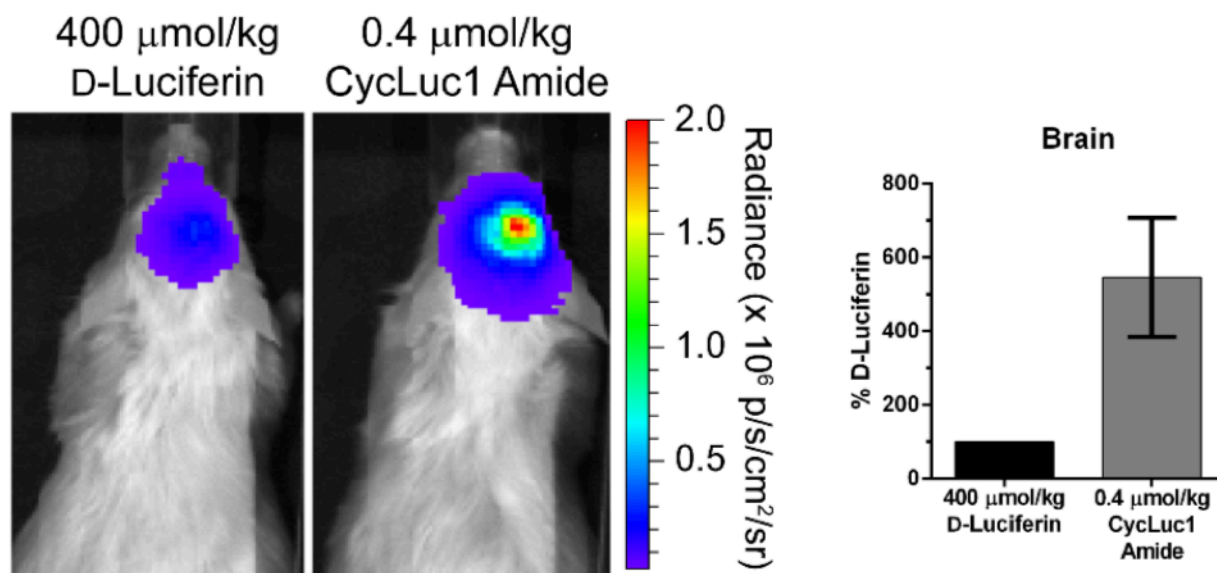 400 μmol/kg
D-Luciferin
0.4 μmol/kg
CycLuc1 Amide
2.0
1.5
1.0
0.5
Radiance (x 10⁶ p/s/cm²/sr)
Brain
% D-Luciferin
800
600
400
200
0
400 μmol/kg
D-Luciferin
0.4 μmol/kg
CycLuc1
Amide